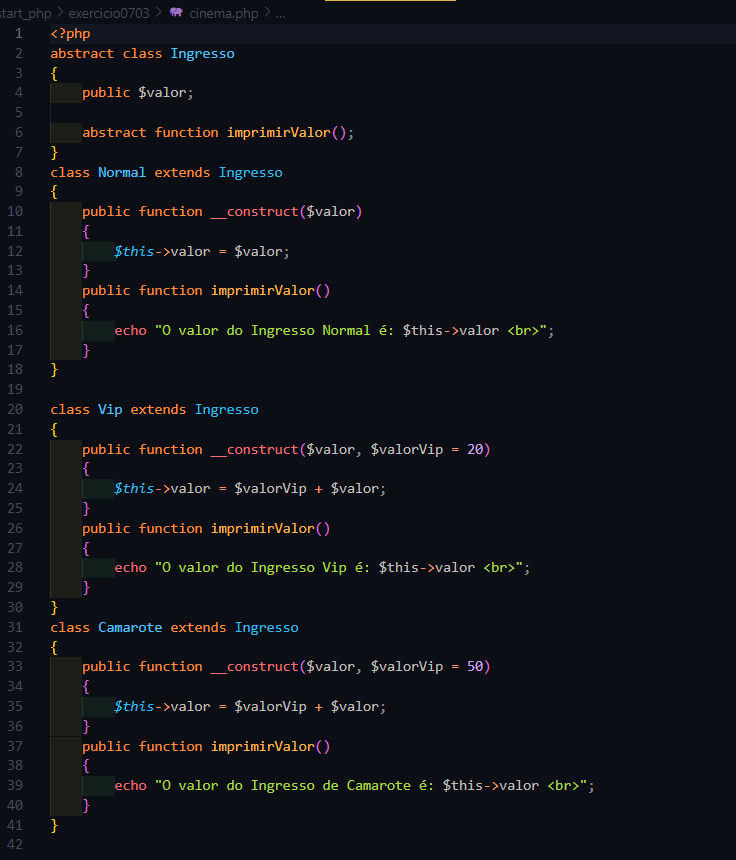 start_php > exercicio0703 > cinema.php > ...
1 <?php
2 abstract class Ingresso
3 {
4 public $valor;
5
6 abstract function imprimirValor();
7 }
8 class Normal extends Ingresso
9 {
10 public function __construct($valor)
11 {
12 $this->valor = $valor;
13 }
14 public function imprimirValor()
15 {
16 echo "O valor do Ingresso Normal é: $this->valor <br>";
17 }
18 }
19
20 class Vip extends Ingresso
21 {
22 public function __construct($valor, $valorVip = 20)
23 {
24 $this->valor = $valorVip + $valor;
25 }
26 public function imprimirValor()
27 {
28 echo "O valor do Ingresso Vip é: $this->valor <br>";
29 }
30 }
31 class Camarote extends Ingresso
32 {
33 public function __construct($valor, $valorVip = 50)
34 {
35 $this->valor = $valorVip + $valor;
36 }
37 public function imprimirValor()
38 {
39 echo "O valor do Ingresso de Camarote é: $this->valor <br>";
40 }
41 }
42